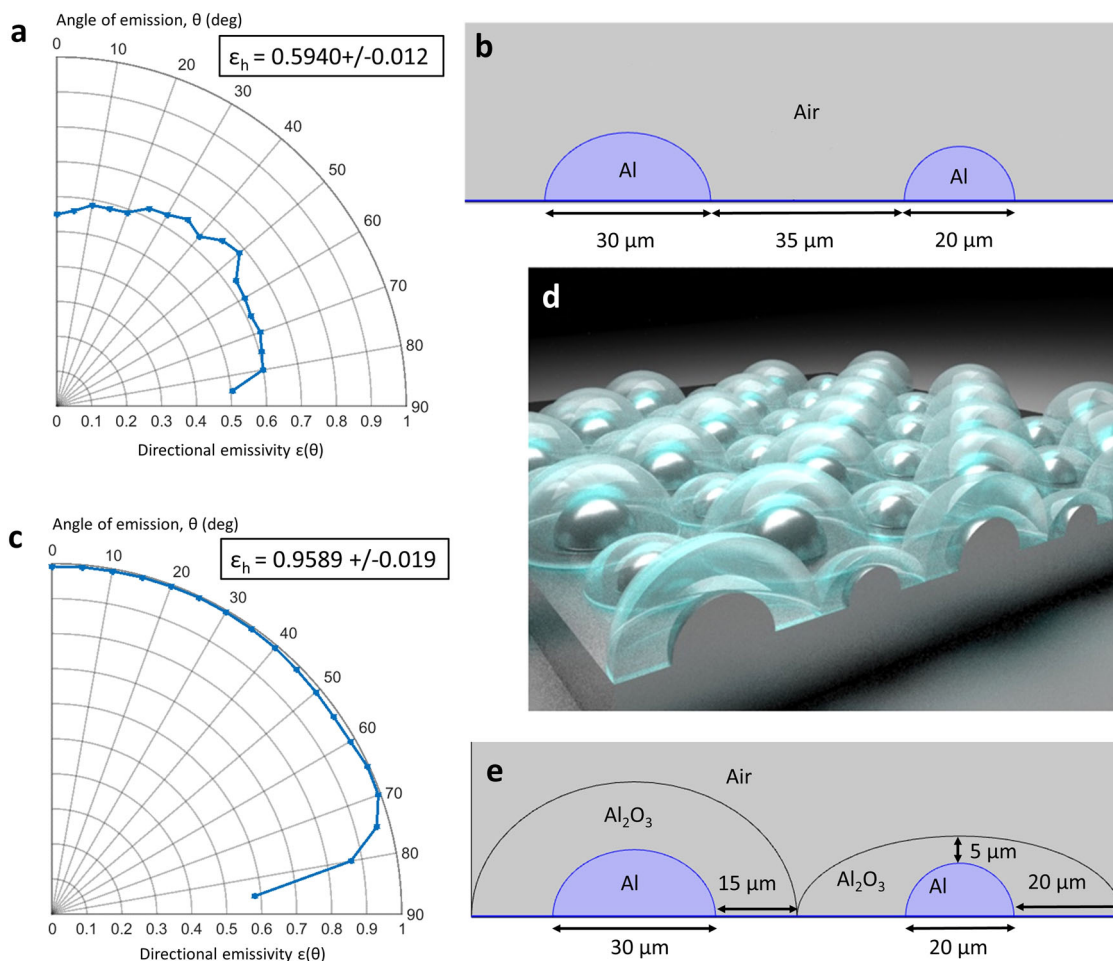 a
Angle of emission, θ (deg)
εh = 0.5940+/-0.012
0
10
20
30
40
50
60
70
80
90
0 0.1 0.2 0.3 0.4 0.5 0.6 0.7 0.8 0.9 1
Directional emissivity ε(θ)
b
Air
Al
Al
30 μm
35 μm
20 μm
c
Angle of emission, θ (deg)
εh = 0.9589 +/-0.019
0
10
20
30
40
50
60
70
80
90
0 0.1 0.2 0.3 0.4 0.5 0.6 0.7 0.8 0.9 1
Directional emissivity ε(θ)
d
e
Air
Al₂O₃
Al
15 μm
Al₂O₃
Al
5 μm
20 μm
30 μm
20 μm